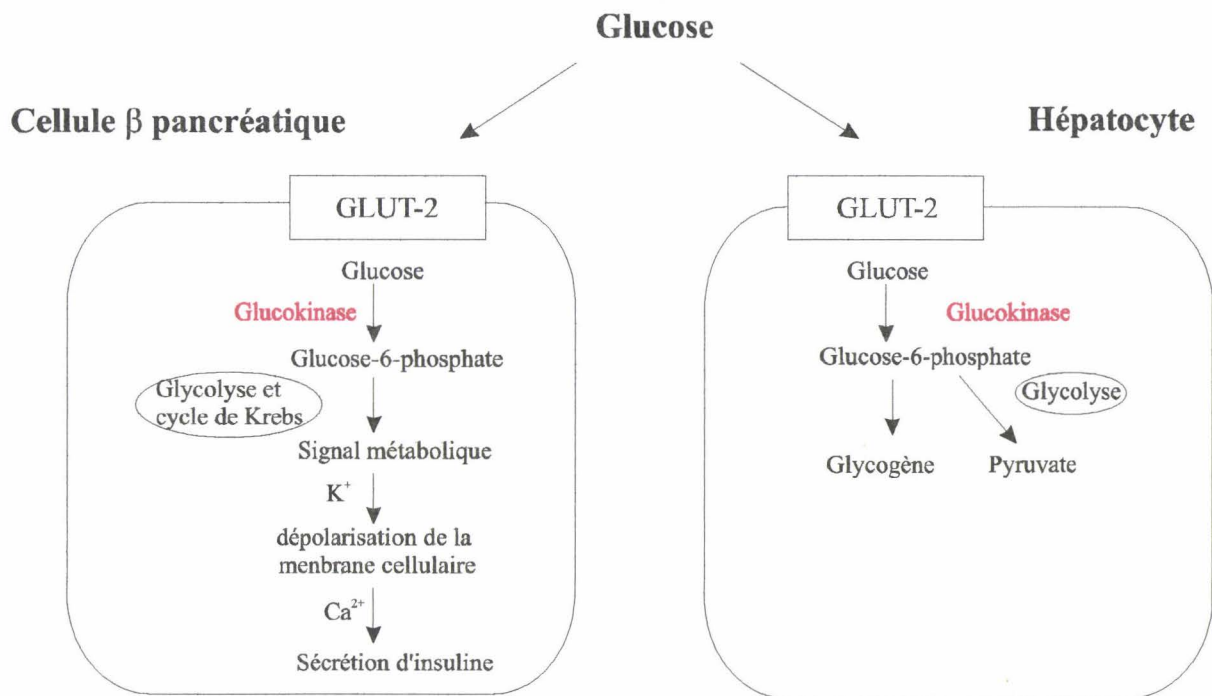 Glucose
Cellule β pancréatique
Hépatocyte
GLUT-2
Glucose
Glucokinase
Glucose-6-phosphate
Glycolyse et
cycle de Krebs
Signal métabolique
K⁺
dépolarisation de la
menbrane cellulaire
Ca²⁺
Sécrétion d'insuline
GLUT-2
Glucose
Glucokinase
Glucose-6-phosphate
Glycolyse
Glycogène
Pyruvate